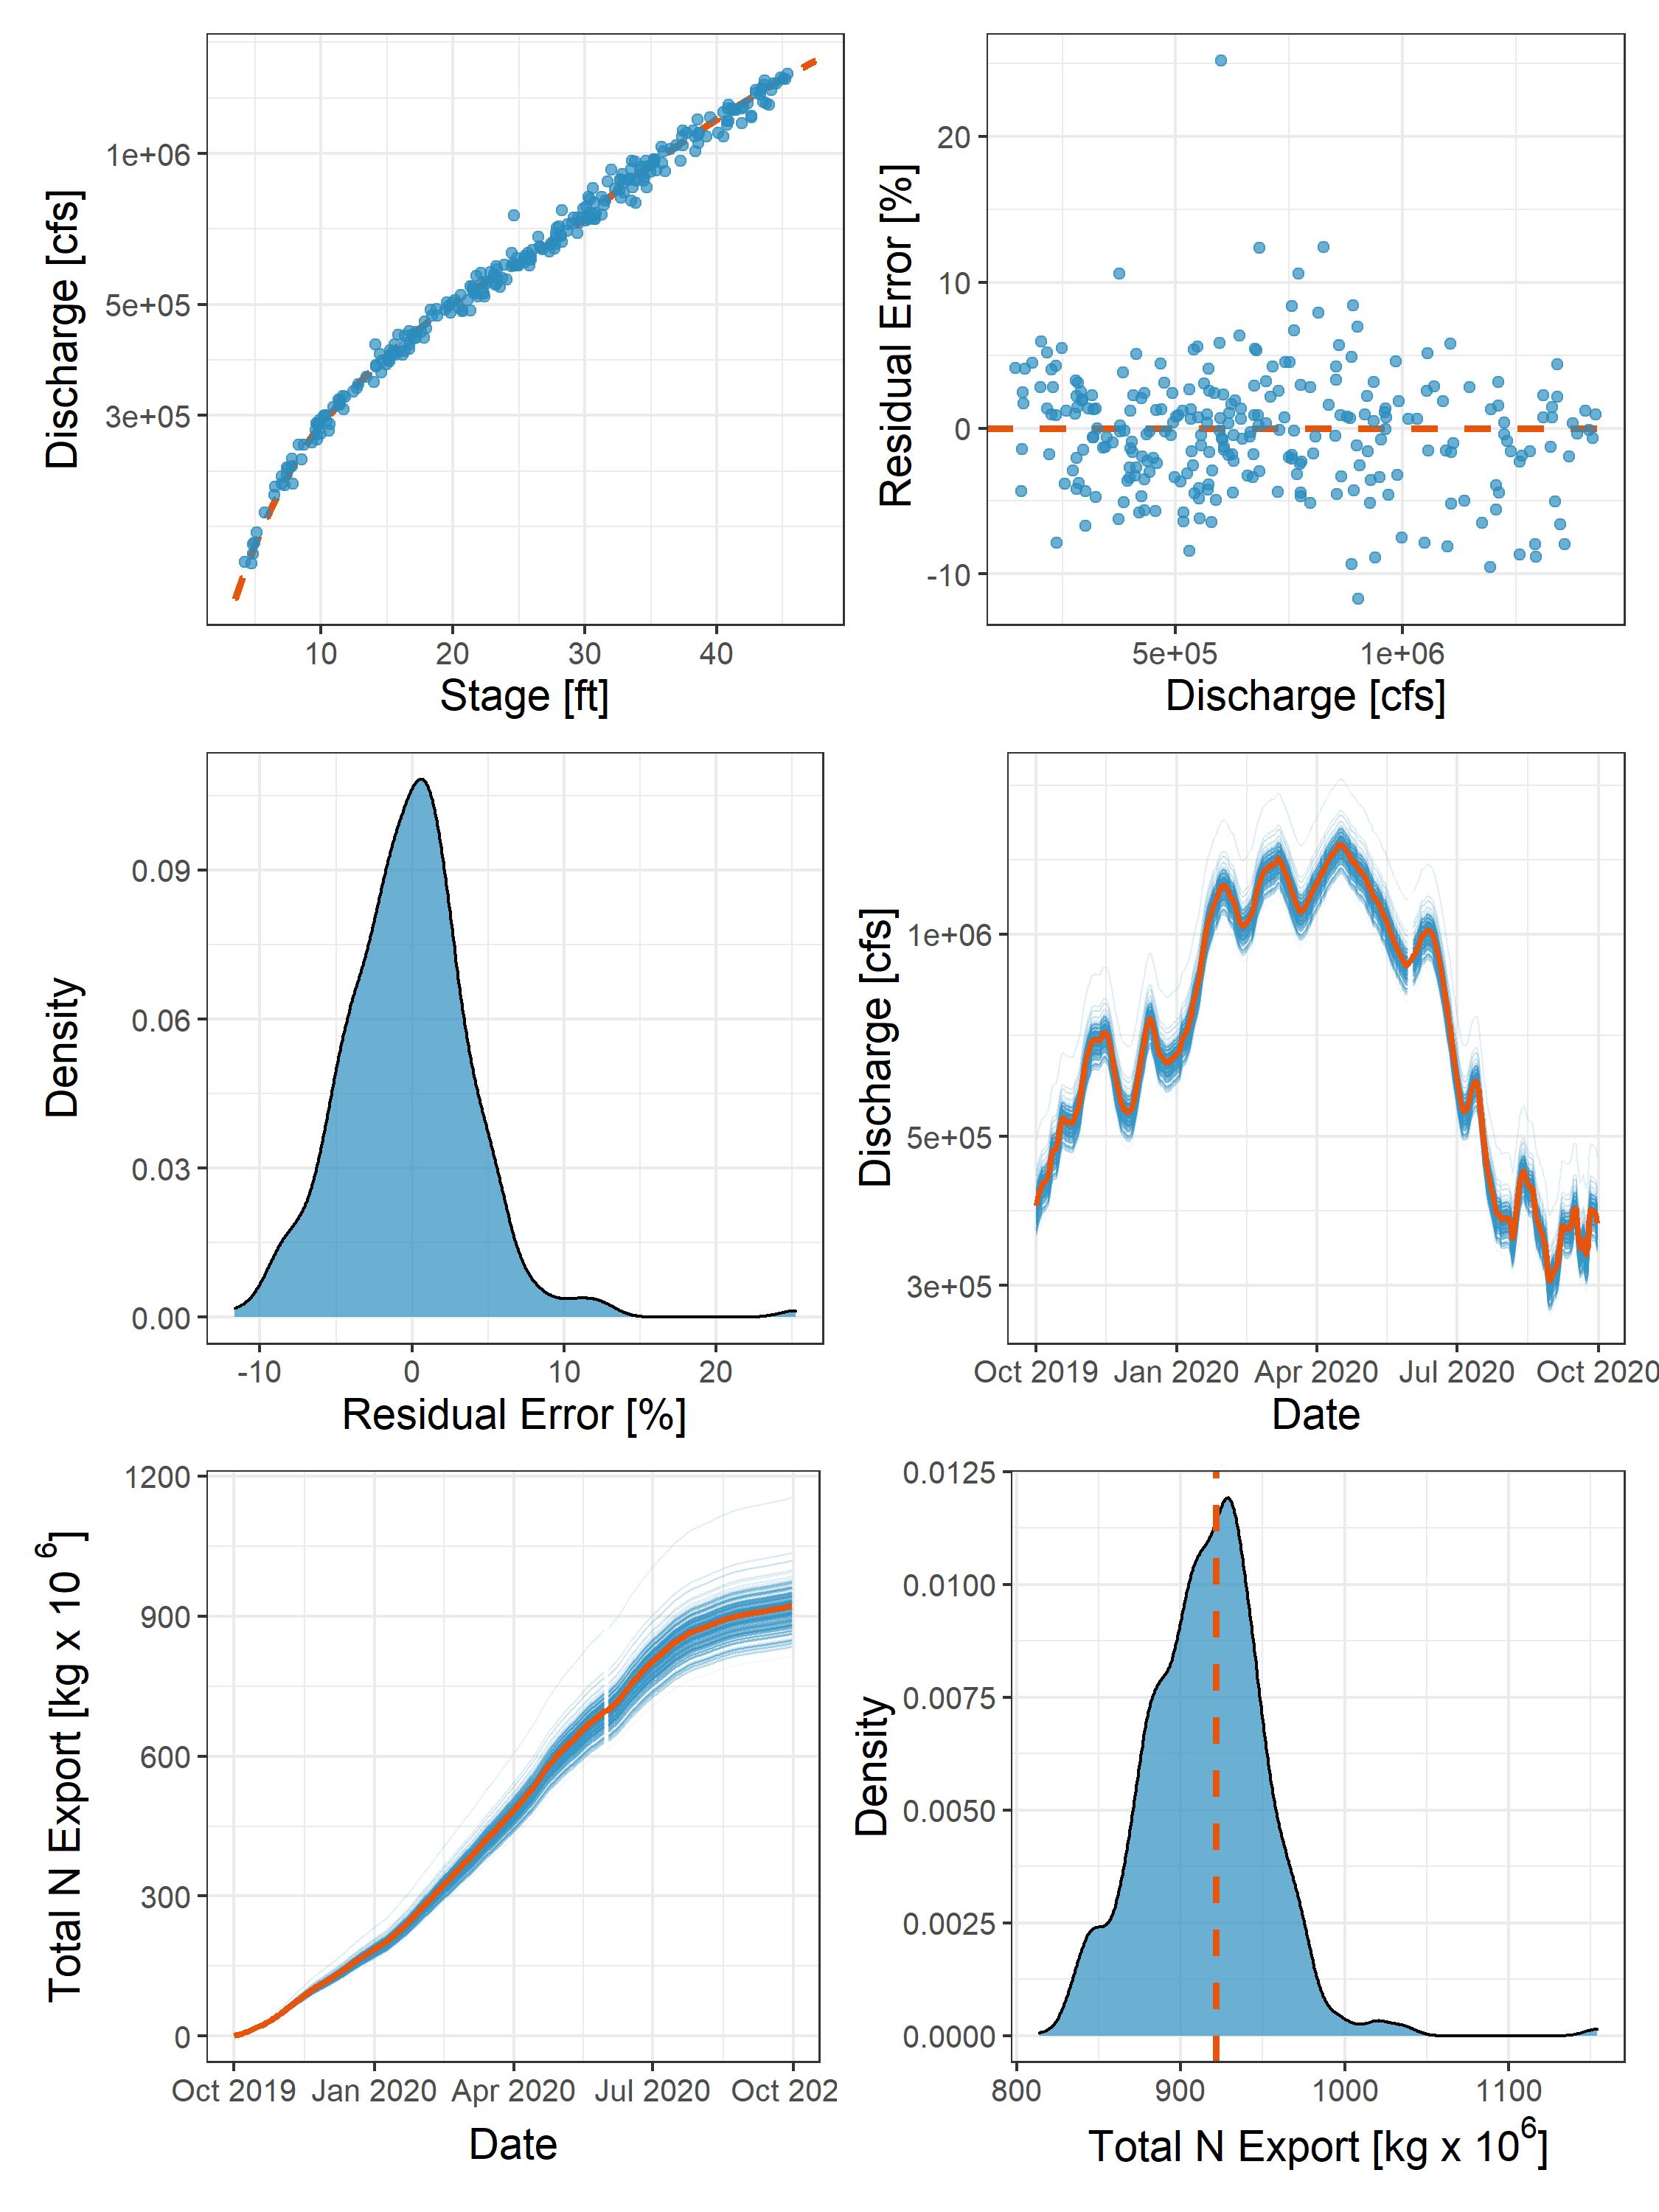 Discharge [cfs]
1e+06
5e+05
3e+05
10 20 30 40
Stage [ft]
Residual Error [%]
20
10
0
-10
5e+05 1e+06
Discharge [cfs]
Density
0.09
0.06
0.03
0.00
-10 0 10 20
Residual Error [%]
Discharge [cfs]
1e+06
5e+05
3e+05
Oct 2019 Jan 2020 Apr 2020 Jul 2020 Oct 2020
Date
Total N Export [kg x 10 6]
1200
900
600
300
0
Oct 2019 Jan 2020 Apr 2020 Jul 2020 Oct 202
Date
Density
0.0125
0.0100
0.0075
0.0050
0.0025
0.0000
800 900 1000 1100
Total N Export [kg x 10⁶]